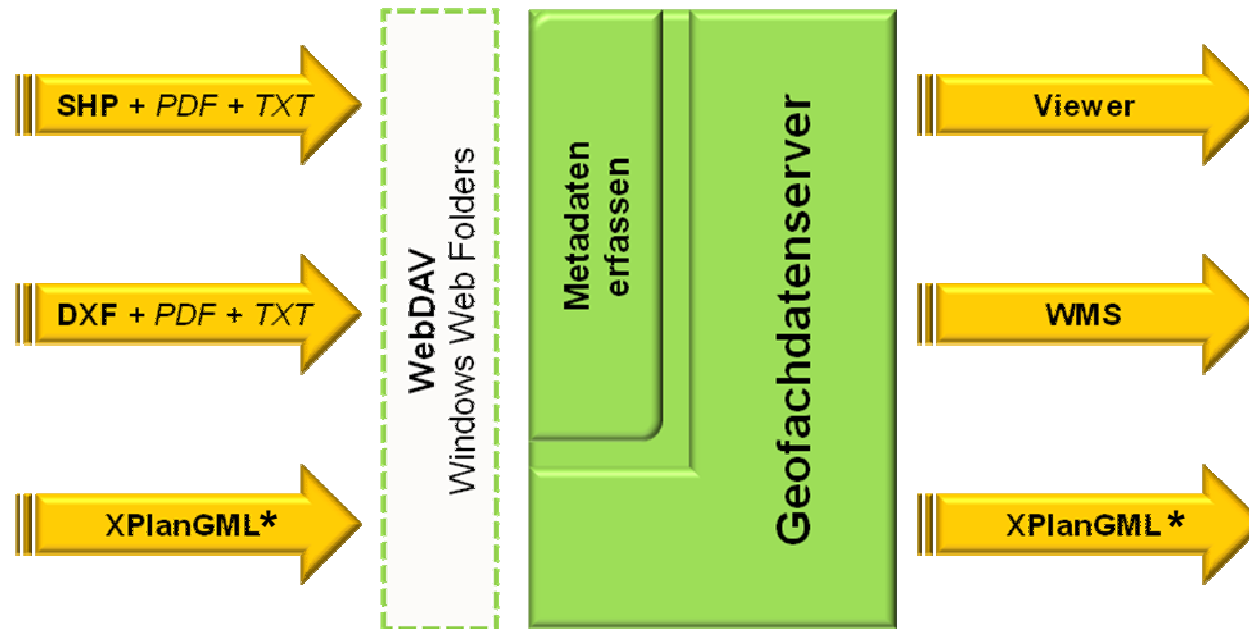 SHP + PDF + TXT
DXF + PDF + TXT
XPlanGML*
WebDAV
Windows Web Folders
Metadaten
erfassen
Geofachdatenserver
Viewer
WMS
XPlanGML *